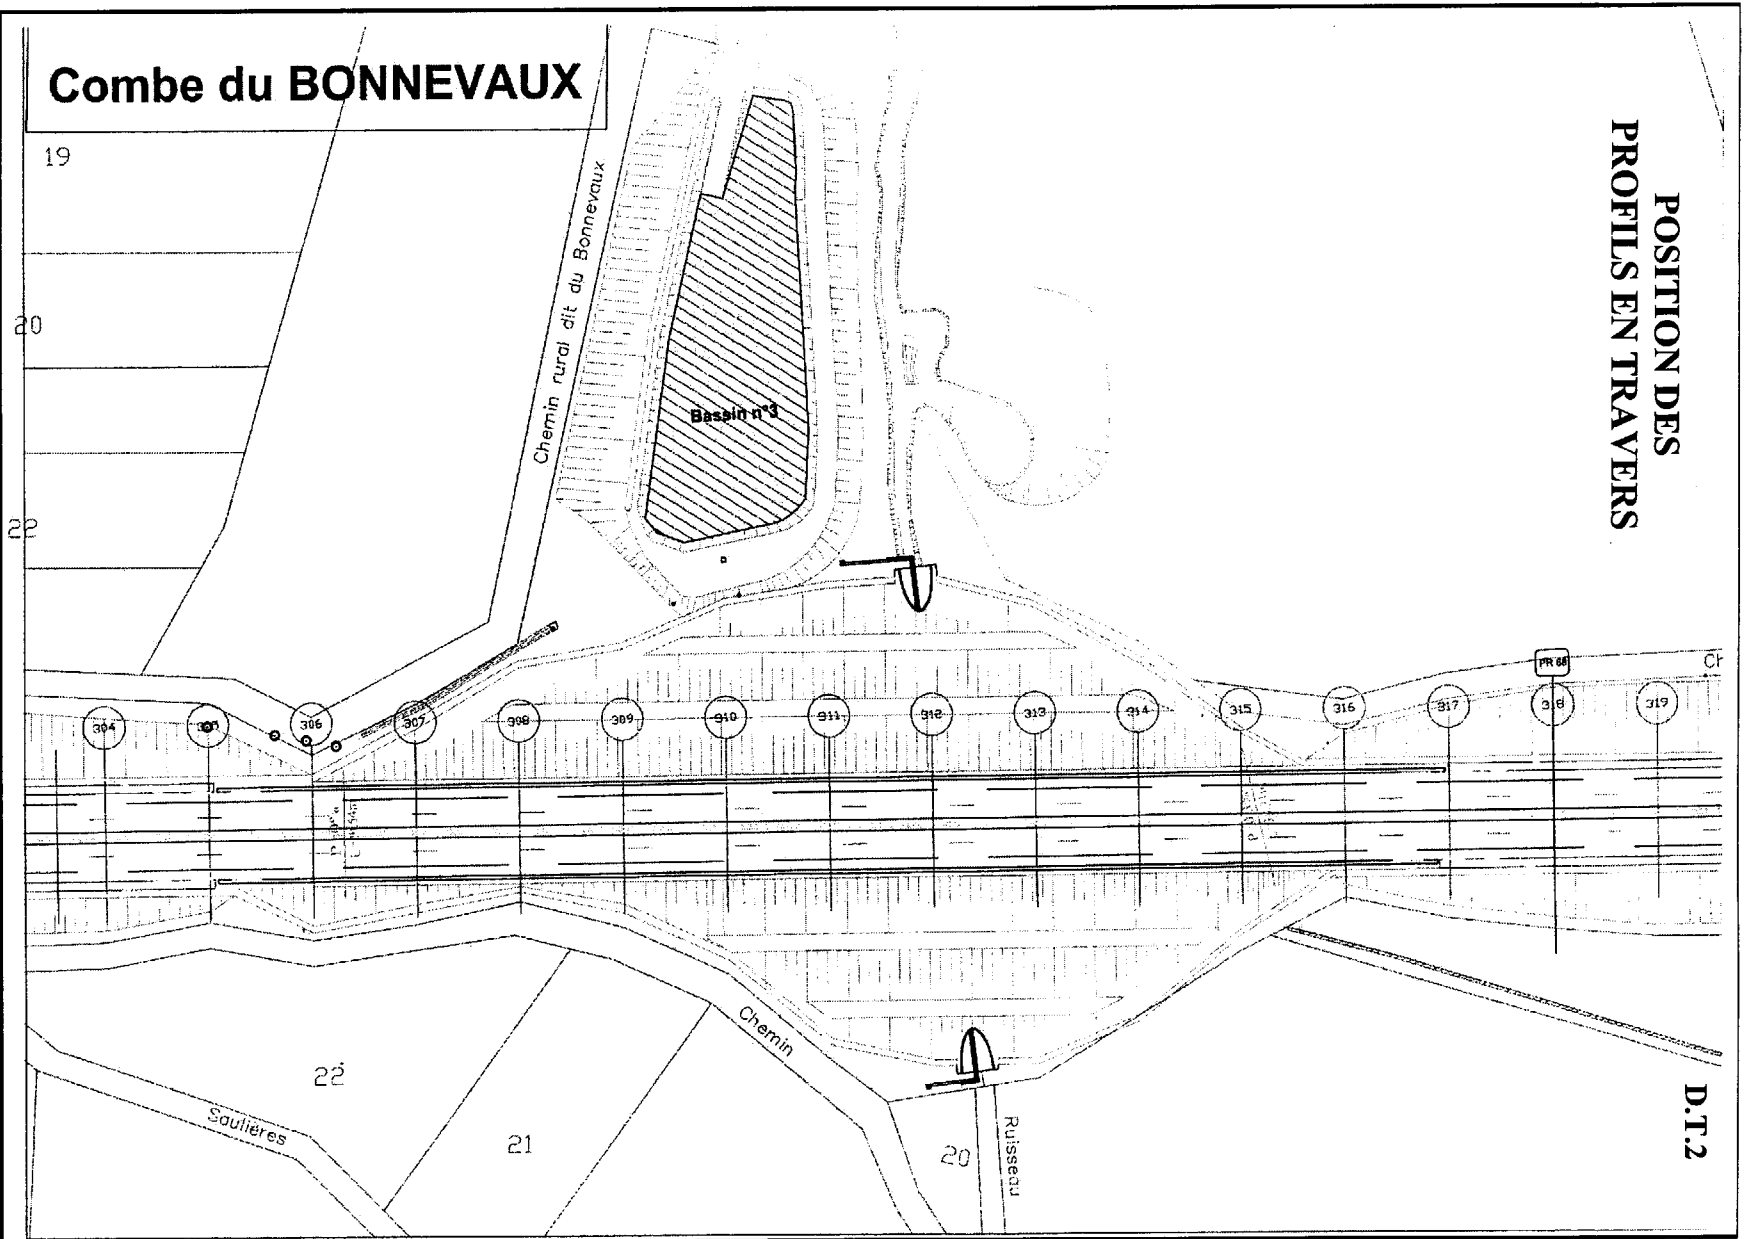 Combe du BONNEVAUX
POSITION DES
PROFILS EN TRAVERS
D.T.2
19
20
22
Chemin rural dit du Bonnevaux
Bassin n°3
PR 68
Ch
304
305
306
307
308
309
310
311
312
313
314
315
316
317
318
319
Chemin
22
21
20
Saulières
Ruisseau